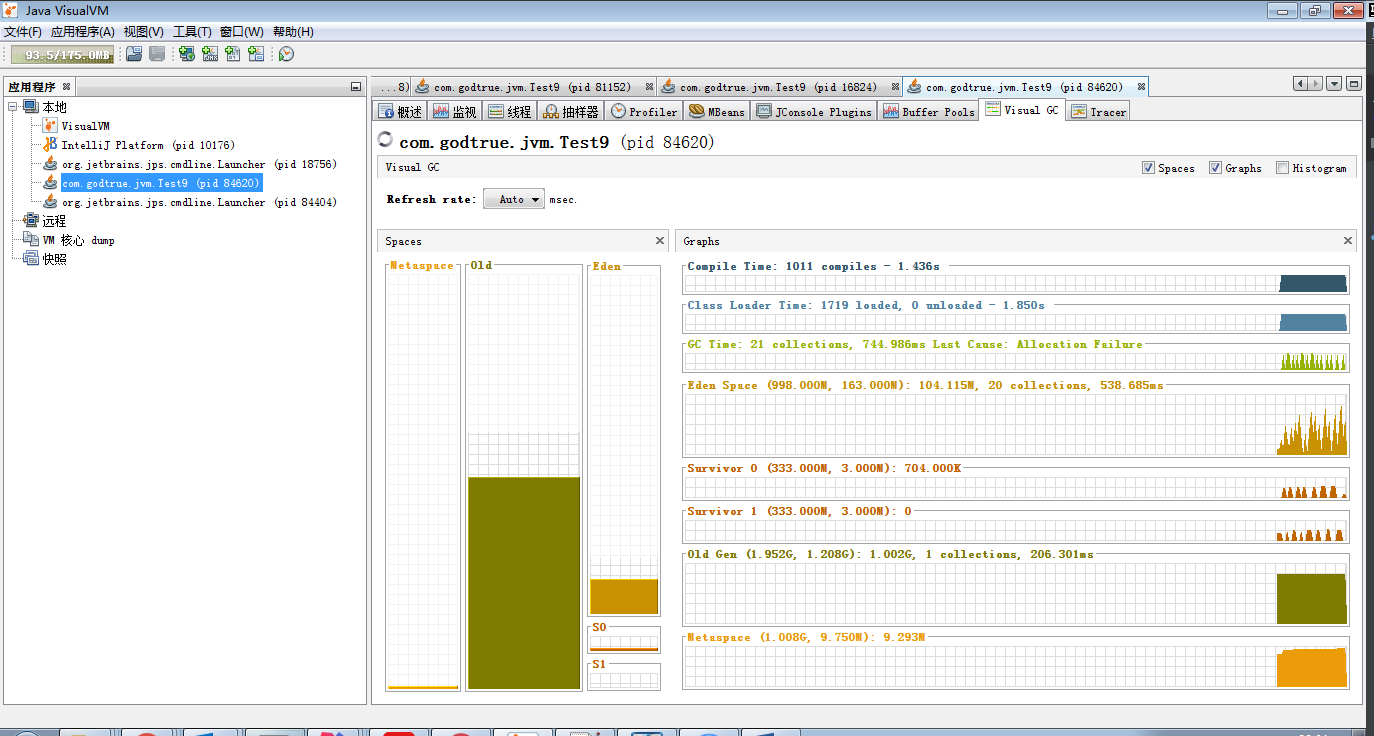 Java VisualVM
文件(F) 应用程序(A) 视图(V) 工具(T) 窗口(W) 帮助(H)
93.5/175.0MB
应用程序
本地
VisualVM
IntelliJ Platform (pid 10176)
org.jetbrains.jps.cmdline.Launcher (pid 18756)
com.godtrue.jvm.Test9 (pid 84620)
org.jetbrains.jps.cmdline.Launcher (pid 84404)
远程
VM 核心 dump
快照
...8) com.godtrue.jvm.Test9 (pid 81152) com.godtrue.jvm.Test9 (pid 16824) com.godtrue.jvm.Test9 (pid 84620)
概述 监视 线程 抽样器 Profiler MBeans JConsole Plugins Buffer Pools Visual GC Tracer
com.godtrue.jvm.Test9 (pid 84620)
Visual GC Spaces Graphs Histogram
Refresh rate: Auto msec.
Spaces
Metaspace Old Eden
S0
S1
Graphs
Compile Time: 1011 compiles - 1.436s
Class Loader Time: 1719 loaded, 0 unloaded - 1.850s
GC Time: 21 collections, 744.986ms Last Cause: Allocation Failure
Eden Space (998.000M, 163.000M): 104.115M, 20 collections, 538.685ms
Survivor 0 (333.000M, 3.000M): 704.000K
Survivor 1 (333.000M, 3.000M): 0
Old Gen (1.952G, 1.208G): 1.002G, 1 collections, 206.301ms
Metaspace (1.008G, 9.750M): 9.293M